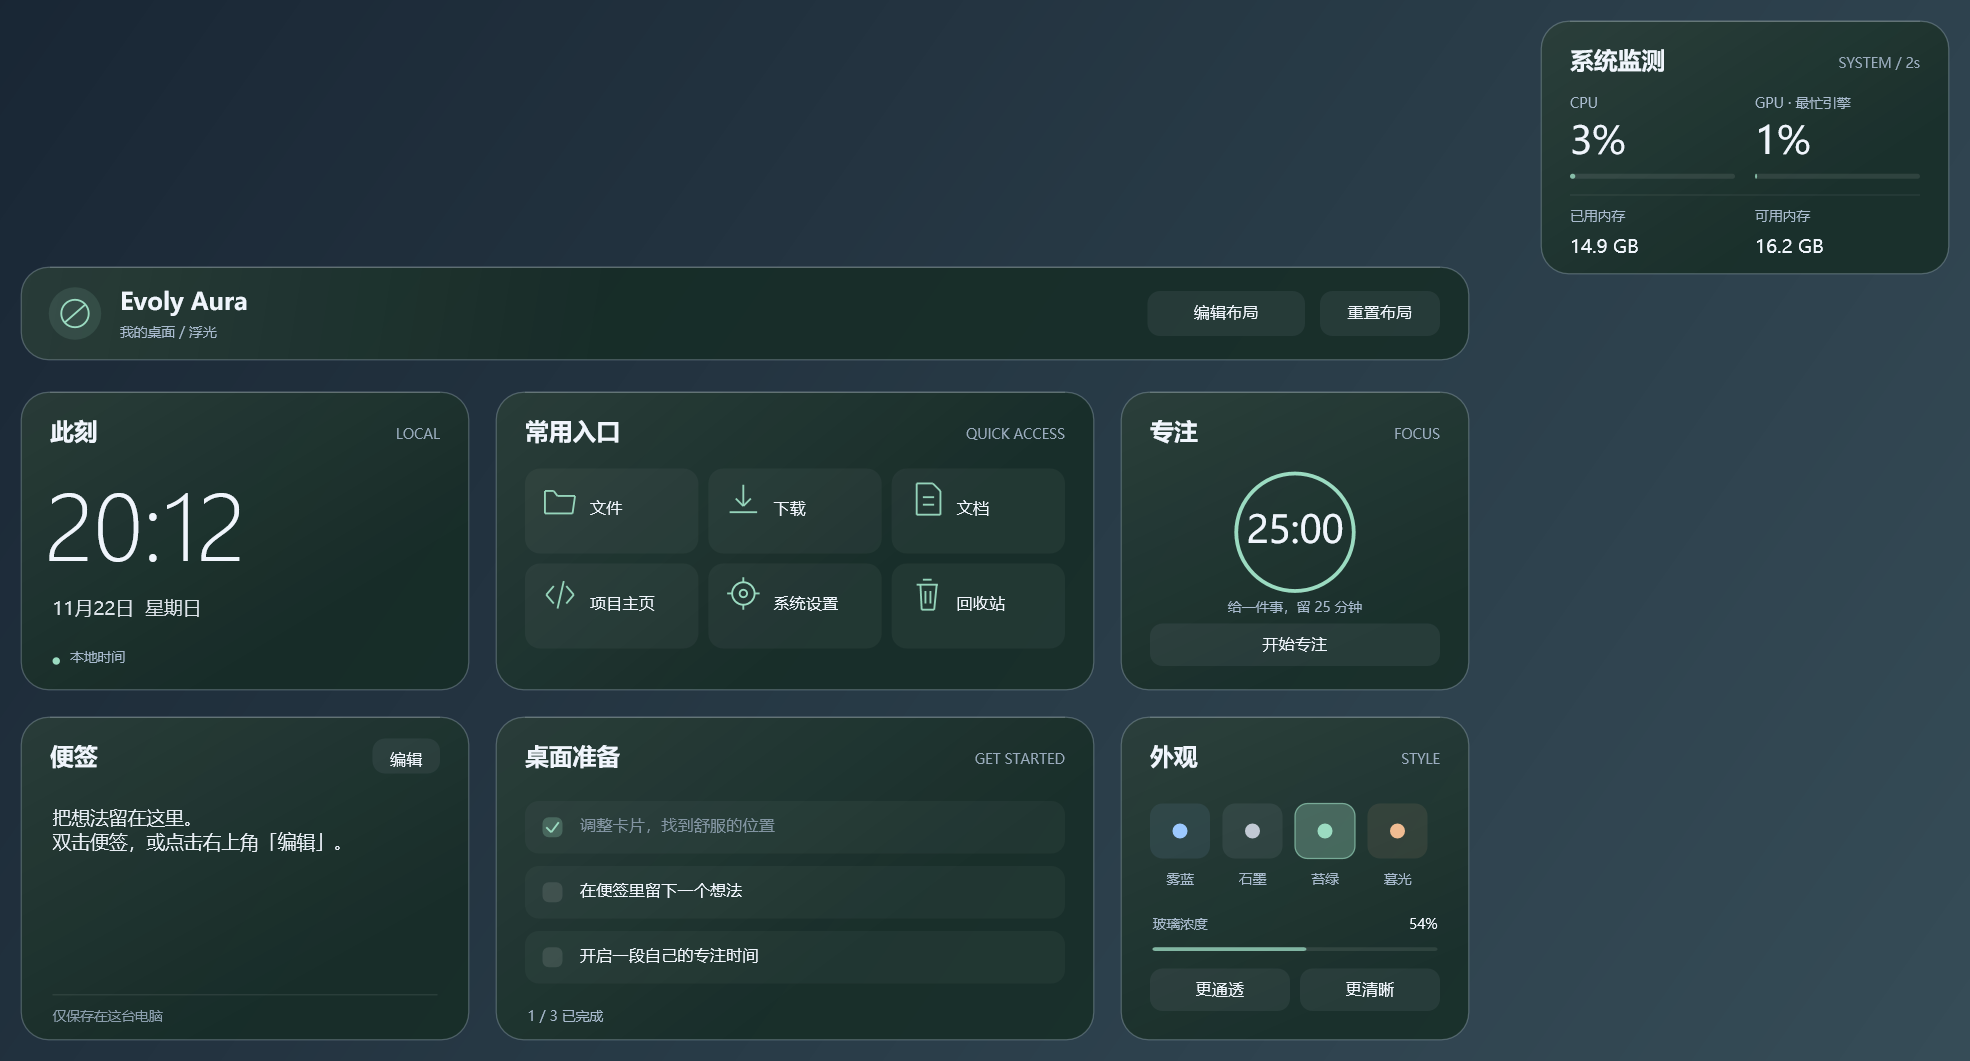 系统监测
SYSTEM / 2s
CPU
GPU · 最忙引擎
3%
1%
已用内存
可用内存
14.9 GB
16.2 GB
Evoly Aura
我的桌面 / 浮光
编辑布局
重置布局
此刻
LOCAL
20:12
11月22日 星期日
本地时间
常用入口
QUICK ACCESS
文件
下载
文档
项目主页
系统设置
回收站
专注
FOCUS
25:00
给一件事，留 25 分钟
开始专注
便签
编辑
把想法留在这里。
双击便签，或点击右上角「编辑」。
仅保存在这台电脑
桌面准备
GET STARTED
调整卡片，找到舒服的位置
在便签里留下一个想法
开启一段自己的专注时间
1 / 3 已完成
外观
STYLE
雾蓝
石墨
苔绿
暮光
玻璃浓度
54%
更通透
更清晰